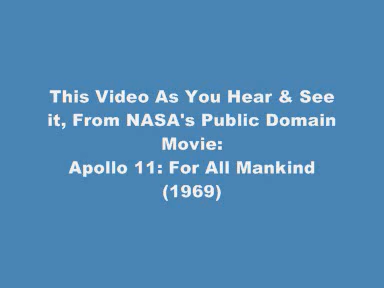 This Video As You Hear & See
it, From NASA's Public Domain
Movie:
Apollo 11: For All Mankind
(1969)